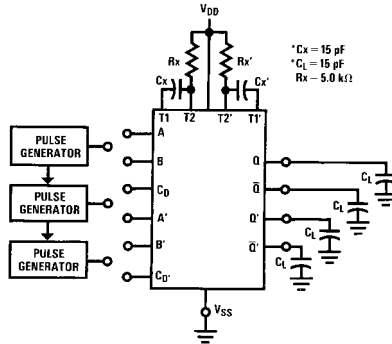 VDD
*Cx = 15 pF
*CL = 15 pF
Rx – 5.0 kΩ
Rx
Rx'
Cx
Cx'
T1 T2 T2' T1'
PULSE
GENERATOR
PULSE
GENERATOR
PULSE
GENERATOR
A
B
CD
A'
B'
CD'
Q
Q̅
Q'
Q̅'
CL
CL
CL
CL
VSS